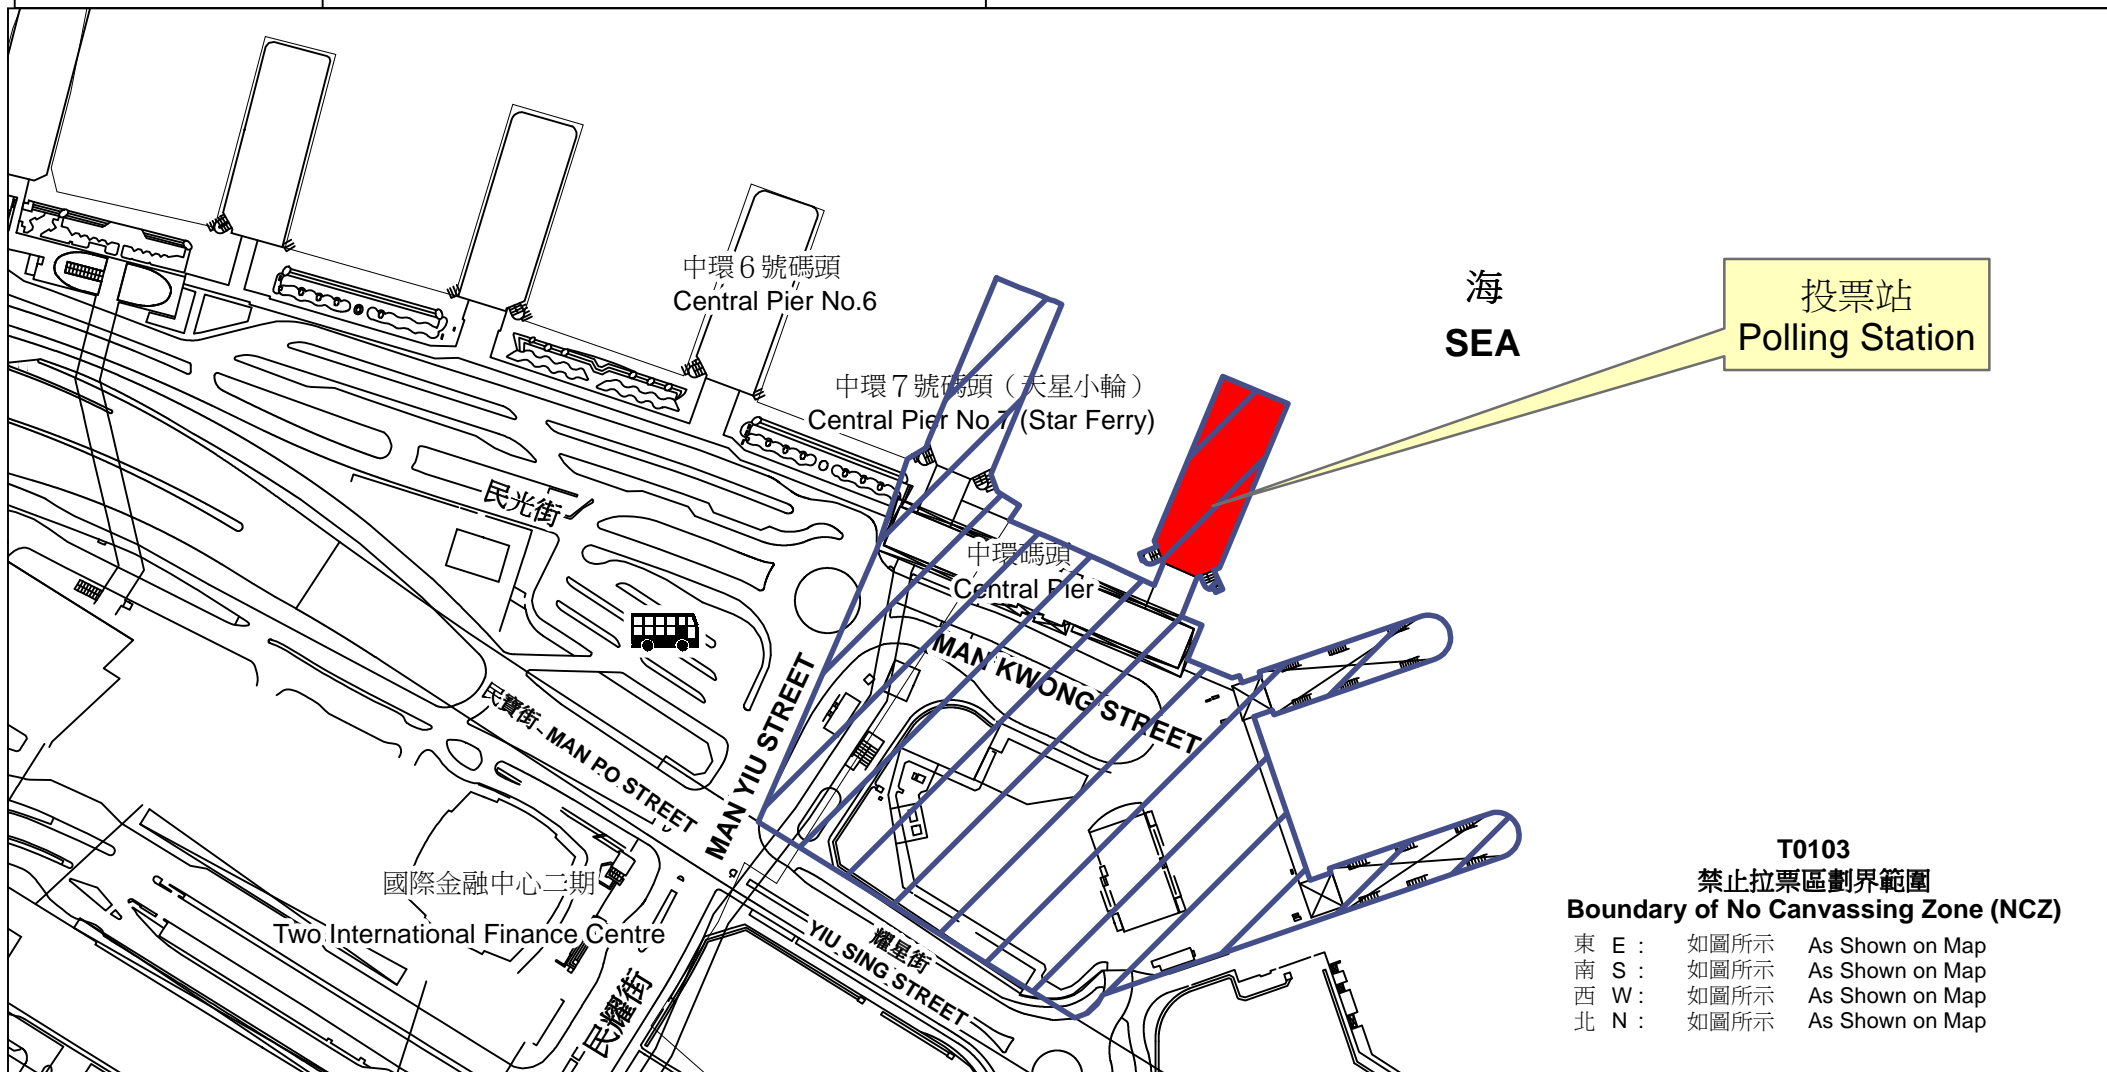 中環6號碼頭
Central Pier No.6
海
SEA
投票站
Polling Station
中環7號碼頭（天星小輪）
Central Pier No.7 (Star Ferry)
民光街
中環碼頭
Central Pier
MAN KWONG STREET
MAN YIU STREET
民寶街 MAN PO STREET
國際金融中心二期
Two International Finance Centre
耀星街
YIU SING STREET
民耀街
T0103
禁止拉票區劃界範圍
Boundary of No Canvassing Zone (NCZ)
東 E : 如圖所示 As Shown on Map
南 S : 如圖所示 As Shown on Map
西 W : 如圖所示 As Shown on Map
北 N : 如圖所示 As Shown on Map